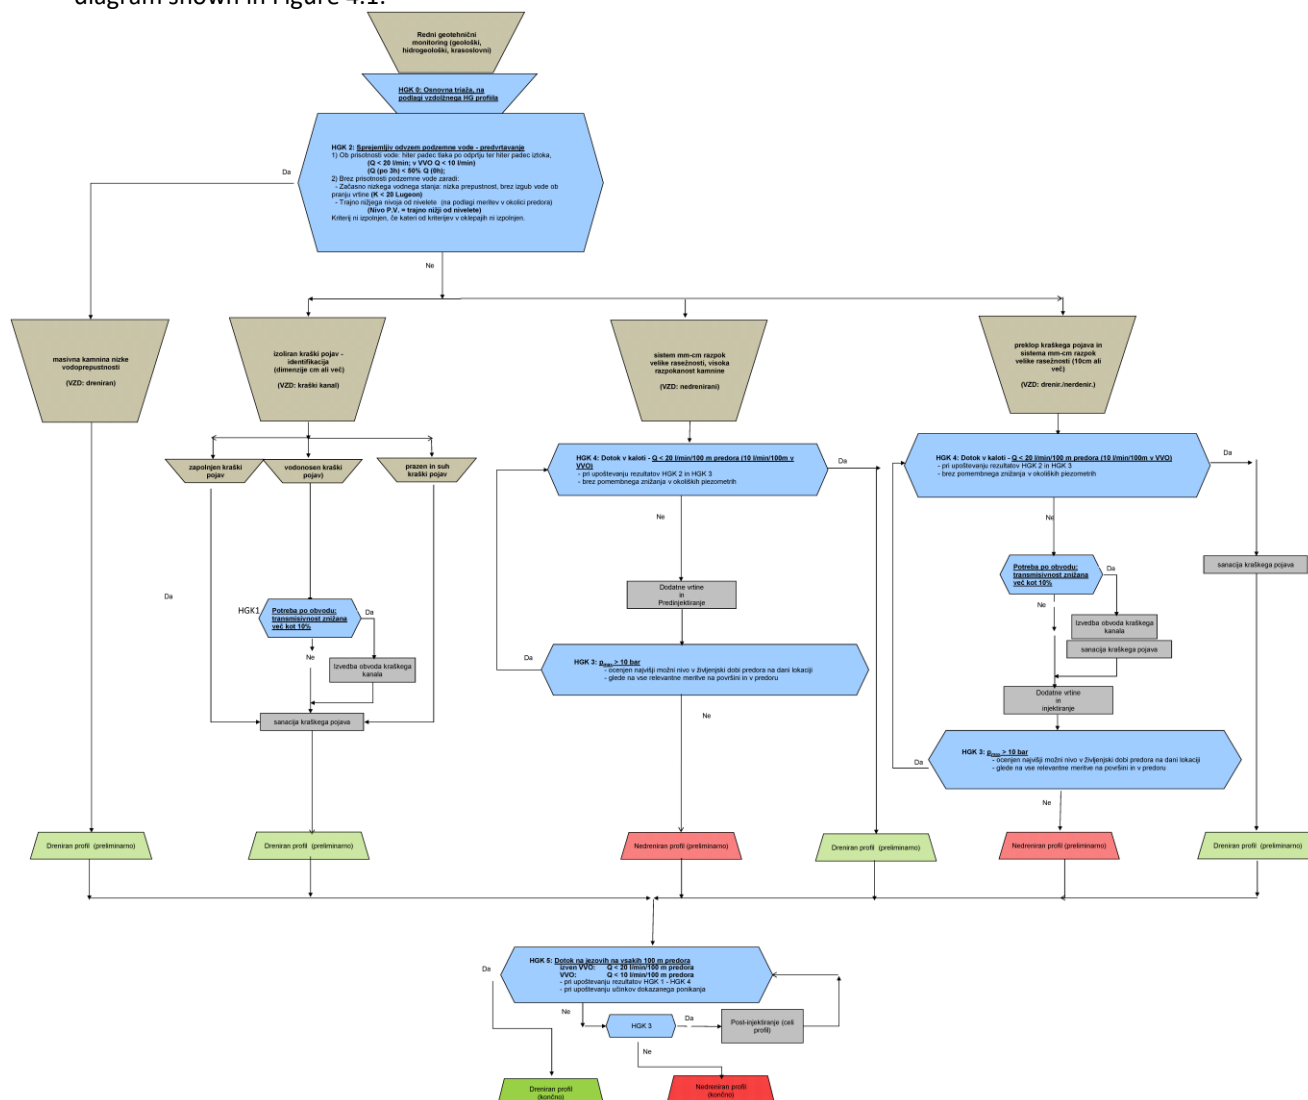 diagram shown in Figure 4.1.
Redni geotehnični
monitoring (geološki,
hidrogeološki, krasoslovni)
HGK 0: Osnovna triaža, na
podlagi vzdolžnega HG profila
HGK 2: Sprejemljiv odvzem podzemne vode - predvrtavanje
1) Ob prisotnosti vode: hiter padec tlaka po odprtju ter hiter padec iztoka,
(Q < 20 l/min; v VVO Q < 10 l/min)
(Q (po 3h) < 50% Q (0h);
2) Brez prisotnosti podzemne vode zaradi:
- Začasno nizkega vodnega stanja: nizka prepustnost, brez izgub vode ob
pranju vrtine (K < 20 Lugeon)
- Trajno nižjega nivoja od nivelete (na podlagi meritev v okolici predora)
(Nivo P.V. = trajno nižji od nivelete)
Kriterij ni izpolnjen, če kateri od kriterijev v oklepajih ni izpolnjen.
Da
Ne
masivna kamnina nizke
vodoprepustnosti
(VZD: dreniran)
izoliran kraški pojav -
identifikacija
(dimenzije cm ali več)
(VZD: kraški kanal)
sistem mm-cm razpok
velike rasežnosti, visoka
razpokanost kamnine
(VZD: nedrenirani)
preklop kraškega pojava in
sistema mm-cm razpok
velike rasežnosti (10cm ali
več)
(VZD: drenir./nerdenir.)
zapolnjen kraški
pojav
vodonosen kraški
pojav)
prazen in suh
kraški pojav
HGK 4: Dotok v kaloti - Q < 20 l/min/100 m predora (10 l/min/100m v
VVO)
- pri upoštevanju rezultatov HGK 2 in HGK 3
- brez pomembnega znižanja v okoliških piezometrih
Da
Ne
HGK 4: Dotok v kaloti - Q < 20 l/min/100 m predora (10 l/min/100m v VVO)
- pri upoštevanju rezultatov HGK 2 in HGK 3
- brez pomembnega znižanja v okoliških piezometrih
Da
Ne
Da
HGK1
Potreba po obvodu:
transmisivnost znižana
več kot 10%
Da
Ne
Izvedba obvoda kraškega
kanala
sanacija kraškega pojava
Dodatne vrtine
in
Predinjektiranje
HGK 3: pmax > 10 bar
- ocenjen najvišji možni nivo v življenjski dobi predora na dani lokaciji
- glede na vse relevantne meritve na površini in v predoru
Da
Ne
Potreba po obvodu:
transmisivnost znižana
več kot 10%
Da
Ne
Izvedba obvoda kraškega
kanala
sanacija kraškega pojava
sanacija kraškega pojava
Dodatne vrtine
in
injektiranje
HGK 3: pmax > 10 bar
- ocenjen najvišji možni nivo v življenjski dobi predora na dani lokaciji
- glede na vse relevantne meritve na površini in v predoru
Da
Ne
Dreniran profil (preliminarno)
Dreniran profil (preliminarno)
Nedreniran profil (preliminarno)
Dreniran profil (preliminarno)
Nedreniran profil (preliminarno)
Dreniran profil (preliminarno)
HGK 5: Dotok na jezovih na vsakih 100 m predora
izven VVO: Q < 20 l/min/100 m predora
VVO: Q < 10 l/min/100 m predora
- pri upoštevanju rezultatov HGK 1 - HGK 4
- pri upoštevanju učinkov dokazanega ponikanja
Da
Ne
HGK 3
Da
Post-injektiranje (celi
profil)
Ne
Dreniran profil
(končno)
Nedreniran profil
(končno)